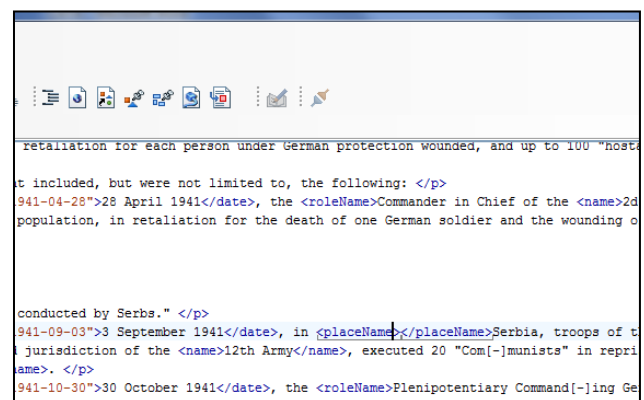 retaliation for each person under German protection wounded, and up to 100 "hosta
t included, but were not limited to, the following: </p>
941-04-28">28 April 1941</date>, the <roleName>Commander in Chief of the <name>2d
population, in retaliation for the death of one German soldier and the wounding o
conducted by Serbs." </p>
941-09-03">3 September 1941</date>, in <placeName></placeName>Serbia, troops of t
jurisdiction of the <name>12th Army</name>, executed 20 "Com[-]munists" in repri
ame>. </p>
941-10-30">30 October 1941</date>, the <roleName>Plenipotentiary Command[-]ing Ge